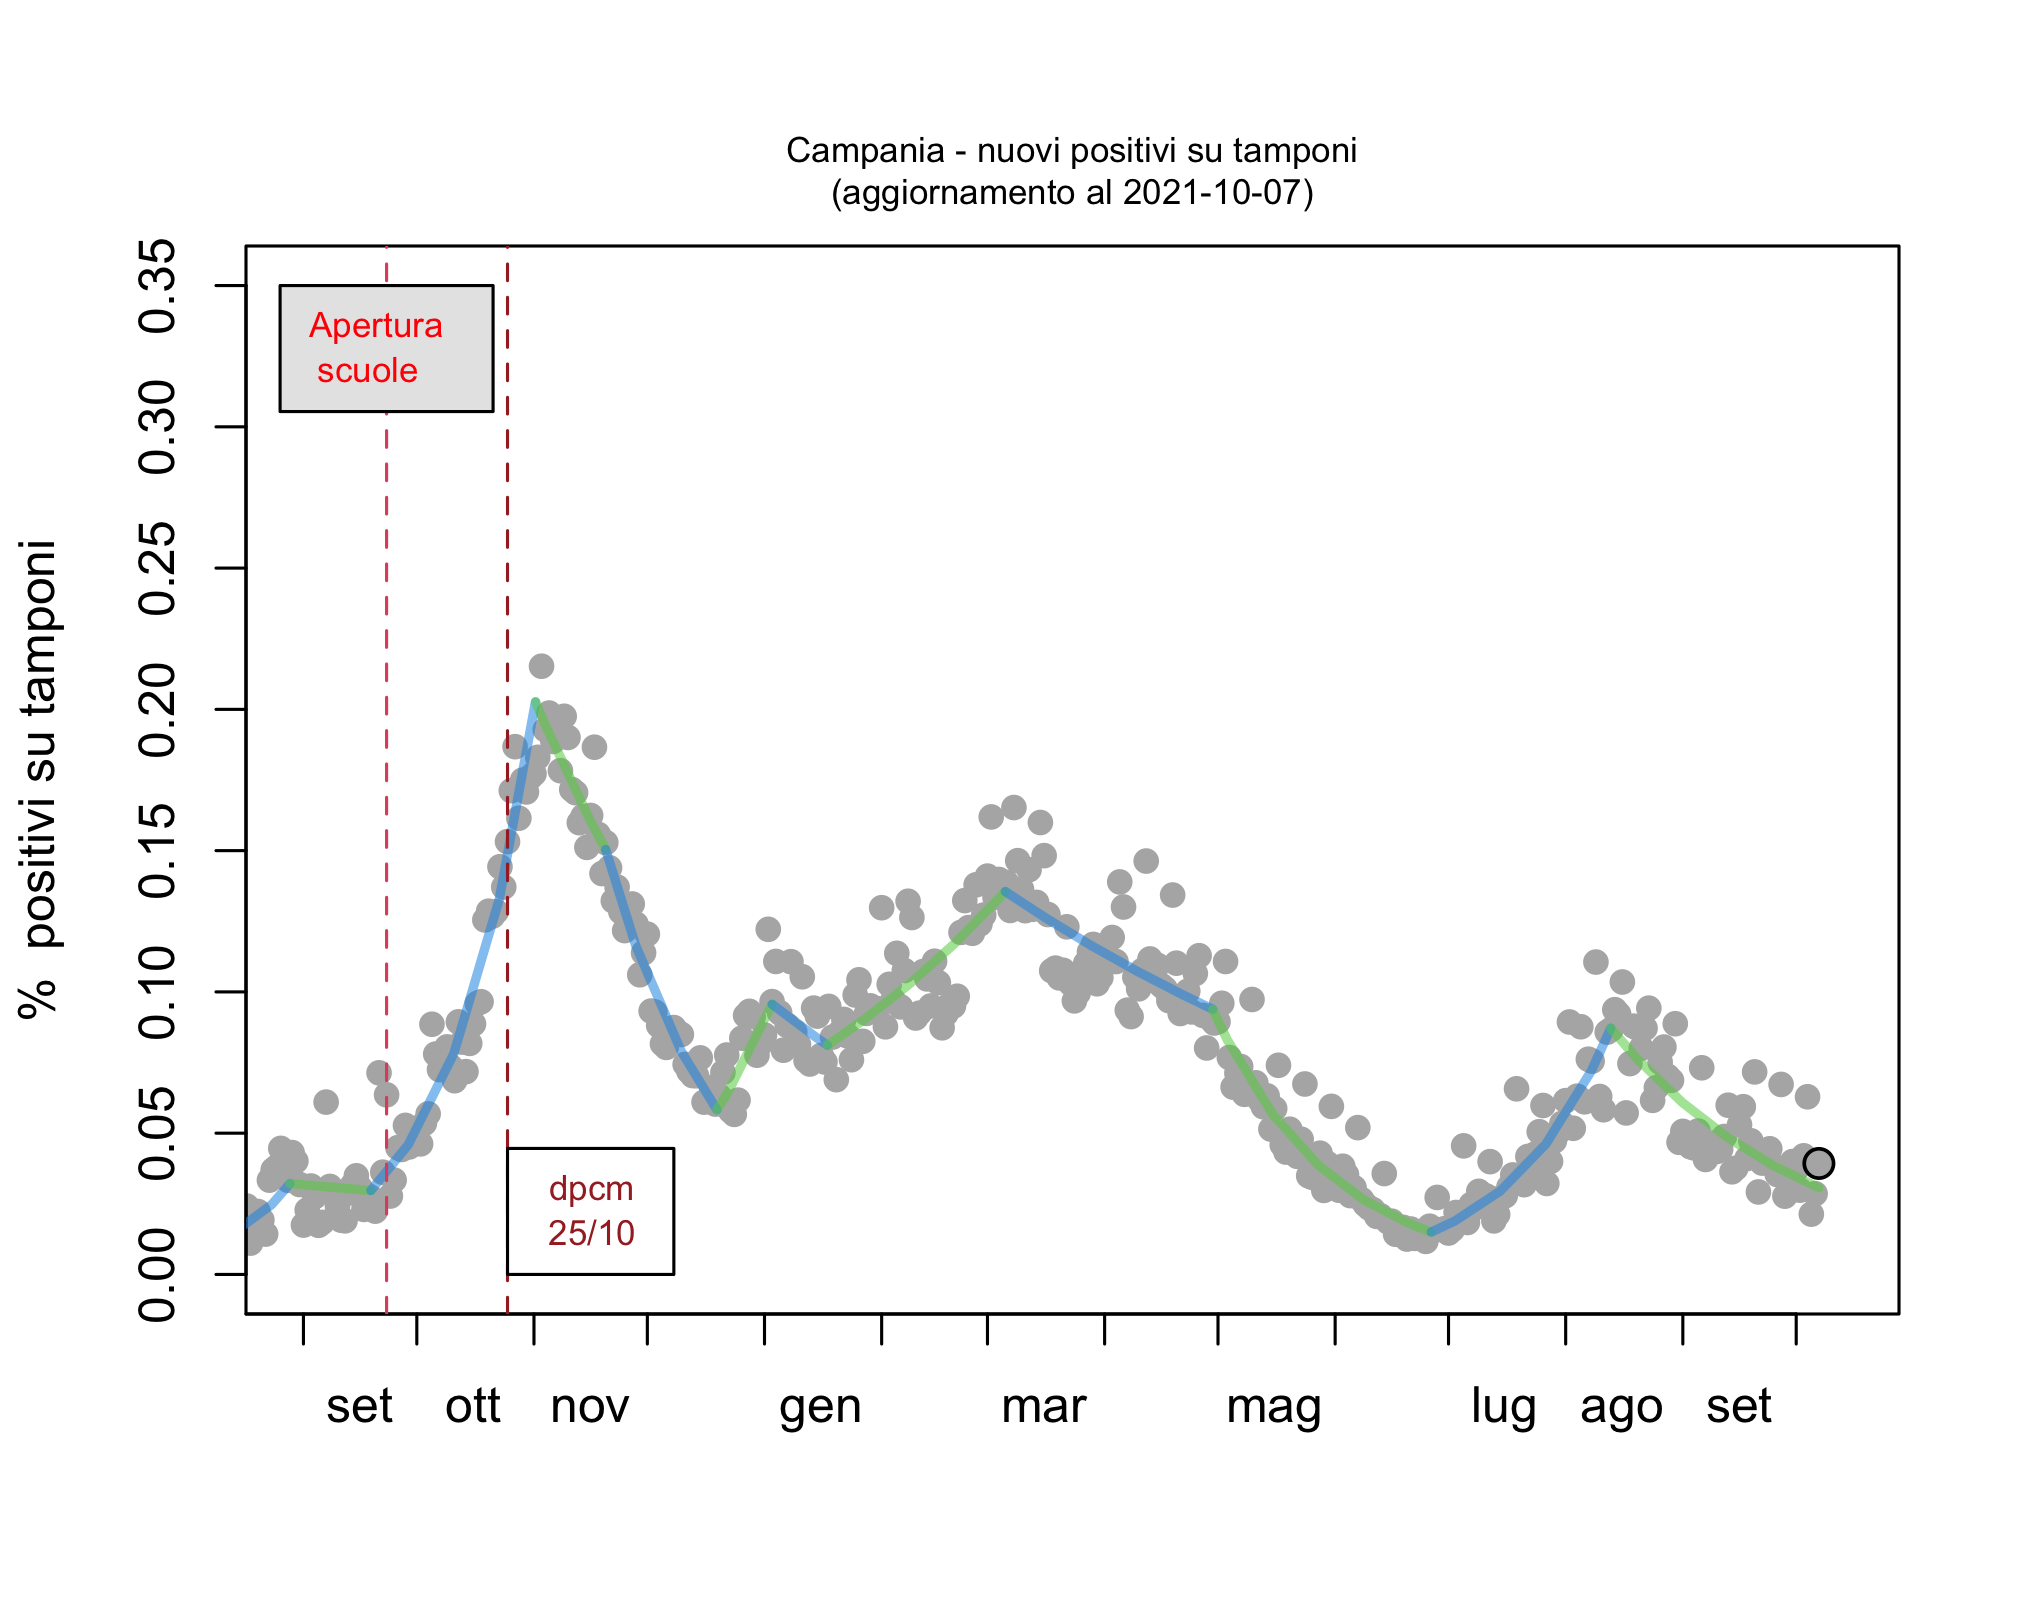 Campania - nuovi positivi su tamponi
(aggiornamento al 2021-10-07)
% positivi su tamponi
0.35
0.30
0.25
0.20
0.15
0.10
0.05
0.00
Apertura
scuole
dpcm
25/10
set ott nov gen mar mag lug ago set